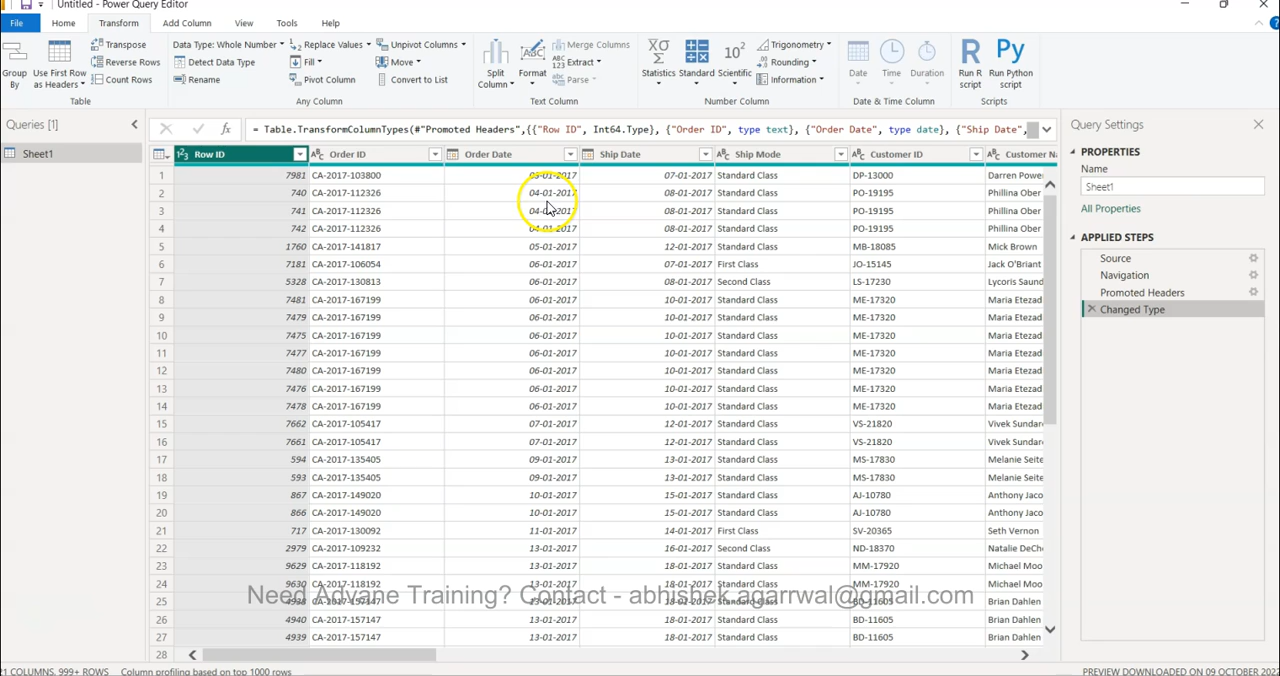 Untitled - Power Query Editor
File Home Transform Add Column View Tools Help
Group By
Use First Row as Headers
Transpose
Reverse Rows
Count Rows
Table
Data Type: Whole Number
Detect Data Type
Rename
Replace Values
Fill
Pivot Column
Unpivot Columns
Move
Convert to List
Any Column
Split Column
Format
Merge Columns
Extract
Parse
Text Column
Statistics
Standard
Scientific
Trigonometry
Rounding
Information
Number Column
Date
Time
Duration
Date & Time Column
Run R script
Run Python script
Scripts
Queries [1]
Sheet1
= Table.TransformColumnTypes(#"Promoted Headers",{{"Row ID", Int64.Type}, {"Order ID", type text}, {"Order Date", type date}, {"Ship Date",
Row ID Order ID Order Date Ship Date Ship Mode Customer ID Customer Na
1 7981 CA-2017-103800 03-01-2017 07-01-2017 Standard Class DP-13000 Darren Power
2 740 CA-2017-112326 04-01-2017 08-01-2017 Standard Class PO-19195 Phillina Ober
3 741 CA-2017-112326 04-01-2017 08-01-2017 Standard Class PO-19195 Phillina Ober
4 742 CA-2017-112326 04-01-2017 08-01-2017 Standard Class PO-19195 Phillina Ober
5 1760 CA-2017-141817 05-01-2017 12-01-2017 Standard Class MB-18085 Mick Brown
6 7181 CA-2017-106054 06-01-2017 07-01-2017 First Class JO-15145 Jack O'Briant
7 5328 CA-2017-130813 06-01-2017 08-01-2017 Second Class LS-17230 Lycoris Saund
8 7481 CA-2017-167199 06-01-2017 10-01-2017 Standard Class ME-17320 Maria Etezad
9 7479 CA-2017-167199 06-01-2017 10-01-2017 Standard Class ME-17320 Maria Etezad
10 7475 CA-2017-167199 06-01-2017 10-01-2017 Standard Class ME-17320 Maria Etezad
11 7477 CA-2017-167199 06-01-2017 10-01-2017 Standard Class ME-17320 Maria Etezad
12 7480 CA-2017-167199 06-01-2017 10-01-2017 Standard Class ME-17320 Maria Etezad
13 7476 CA-2017-167199 06-01-2017 10-01-2017 Standard Class ME-17320 Maria Etezad
14 7478 CA-2017-167199 06-01-2017 10-01-2017 Standard Class ME-17320 Maria Etezad
15 7662 CA-2017-105417 07-01-2017 12-01-2017 Standard Class VS-21820 Vivek Sundar
16 7661 CA-2017-105417 07-01-2017 12-01-2017 Standard Class VS-21820 Vivek Sundar
17 594 CA-2017-135405 09-01-2017 13-01-2017 Standard Class MS-17830 Melanie Seite
18 593 CA-2017-135405 09-01-2017 13-01-2017 Standard Class MS-17830 Melanie Seite
19 867 CA-2017-149020 10-01-2017 15-01-2017 Standard Class AJ-10780 Anthony Jaco
20 866 CA-2017-149020 10-01-2017 15-01-2017 Standard Class AJ-10780 Anthony Jaco
21 717 CA-2017-130092 11-01-2017 14-01-2017 First Class SV-20365 Seth Vernon
22 2979 CA-2017-109232 13-01-2017 16-01-2017 Second Class ND-18370 Natalie DeChe
23 9629 CA-2017-118192 13-01-2017 18-01-2017 Standard Class MM-17920 Michael Moo
24 9630 CA-2017-118192 13-01-2017 18-01-2017 Standard Class MM-17920 Michael Moo
Need Advane Training? Contact - abhishek.agarrwal@gmail.com
25 4938 CA-2017-157147 13-01-2017 18-01-2017 Standard Class BD-11605 Brian Dahlen
26 4940 CA-2017-157147 13-01-2017 18-01-2017 Standard Class BD-11605 Brian Dahlen
27 4939 CA-2017-157147 13-01-2017 18-01-2017 Standard Class BD-11605 Brian Dahlen
28
Query Settings
PROPERTIES
Name
Sheet1
All Properties
APPLIED STEPS
Source
Navigation
Promoted Headers
Changed Type
21 COLUMNS, 999+ ROWS Column profiling based on top 1000 rows PREVIEW DOWNLOADED ON 09 OCTOBER 2022